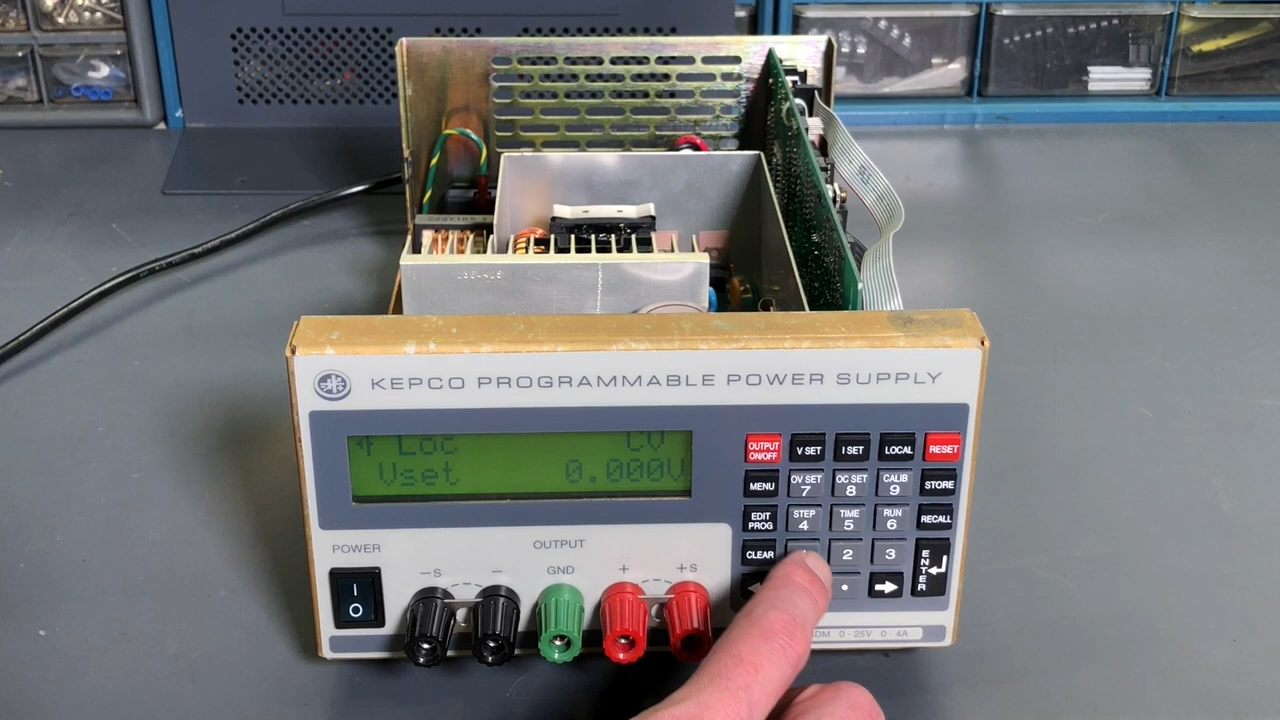 KEPCO PROGRAMMABLE POWER SUPPLY
Loc CV
Vset 0.000V
OUTPUT ON/OFF V SET I SET LOCAL RESET
MENU OV SET 7 OC SET 8 CALIB 9 STORE
EDIT PROG STEP 4 TIME 5 RUN 6 RECALL
CLEAR 2 3 ENTER
POWER
I
O
OUTPUT
−S − GND + +S
DM 0-25V 0-4A